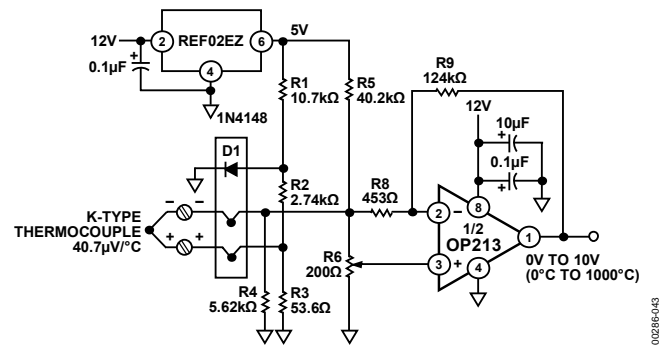 12V
2
REF02EZ
6
5V
+
0.1µF
4
1N4148
R1
10.7kΩ
R5
40.2kΩ
R9
124kΩ
12V
10µF
+
0.1µF
+
D1
R2
2.74kΩ
R8
453Ω
K-TYPE
THERMOCOUPLE
40.7µV/°C
– –
+ +
2 –
8
1/2
OP213
1
3 +
4
R6
200Ω
0V TO 10V
(0°C TO 1000°C)
R4
5.62kΩ
R3
53.6Ω
00286-043